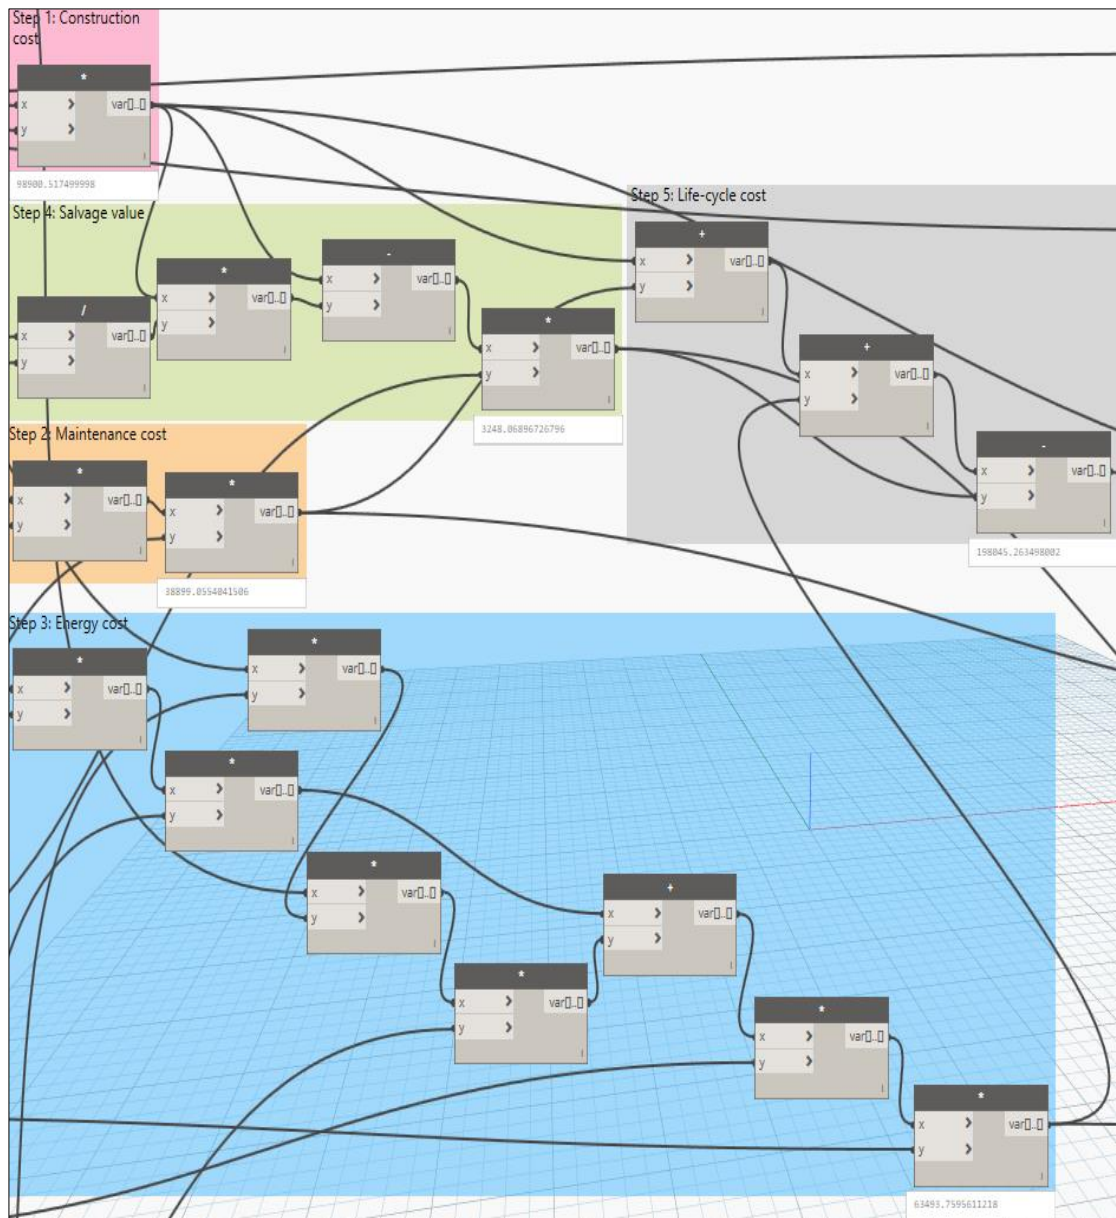 Step 1: Construction
cost
*
x > var[]..[]
y >
98900.517499998
Step 4: Salvage value
/
x > var[]..[]
y >
*
x > var[]..[]
y >
-
x > var[]..[]
y >
*
x > var[]..[]
y >
3248.06896726796
Step 5: Life-cycle cost
+
x > var[]..[]
y >
+
x > var[]..[]
y >
-
x > var[]..[]
y >
198045.263498002
Step 2: Maintenance cost
*
x > var[]..[]
y >
*
x > var[]..[]
y >
38899.0554041506
Step 3: Energy cost
*
x > var[]..[]
y >
*
x > var[]..[]
y >
*
x > var[]..[]
y >
*
x > var[]..[]
y >
*
x > var[]..[]
y >
+
x > var[]..[]
y >
*
x > var[]..[]
y >
*
x > var[]..[]
y >
63493.7595611218